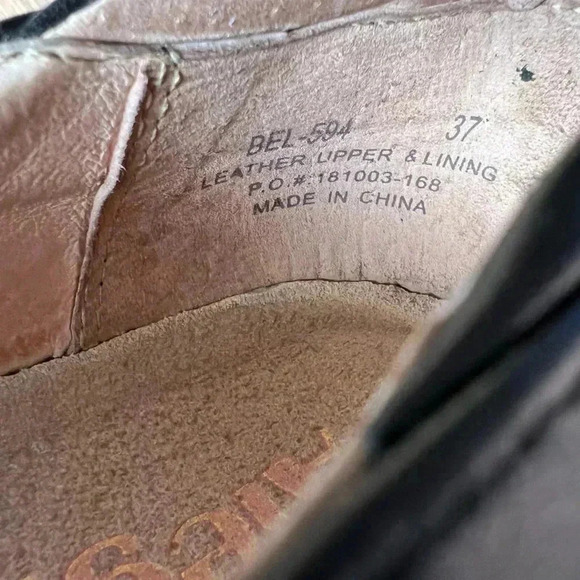 BEL-594 37
LEATHER UPPER & LINING
P.O.#:181003-168
MADE IN CHINA